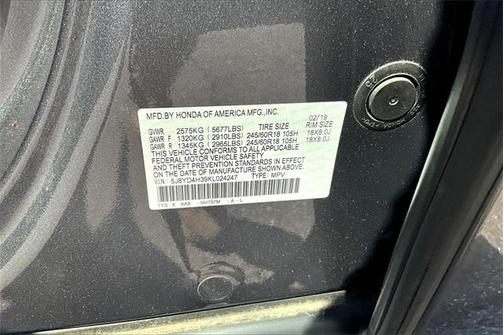 MFD.BY HONDA OF AMERICA MFG.,INC. 02/19
GVWR 2575KG (5677LBS) TIRE SIZE RIM SIZE
GAWR F 1320KG (2910LBS) 245/60R18 105H 18X8.0J
GAWR R 1345KG (2965LBS) 245/60R18 105H 18X8.0J
THIS VEHICLE CONFORMS TO ALL APPLICABLE
FEDERAL MOTOR VEHICLE SAFETY
AND THEFT PREVENTION STANDARDS IN EFFECT
ON THE DATE OF MANUFACTURE SHOWN ABOVE.
V.I.N.: 5J8YD4H39KL024247 TYPE: MPV
TYS K AA8 -A-L